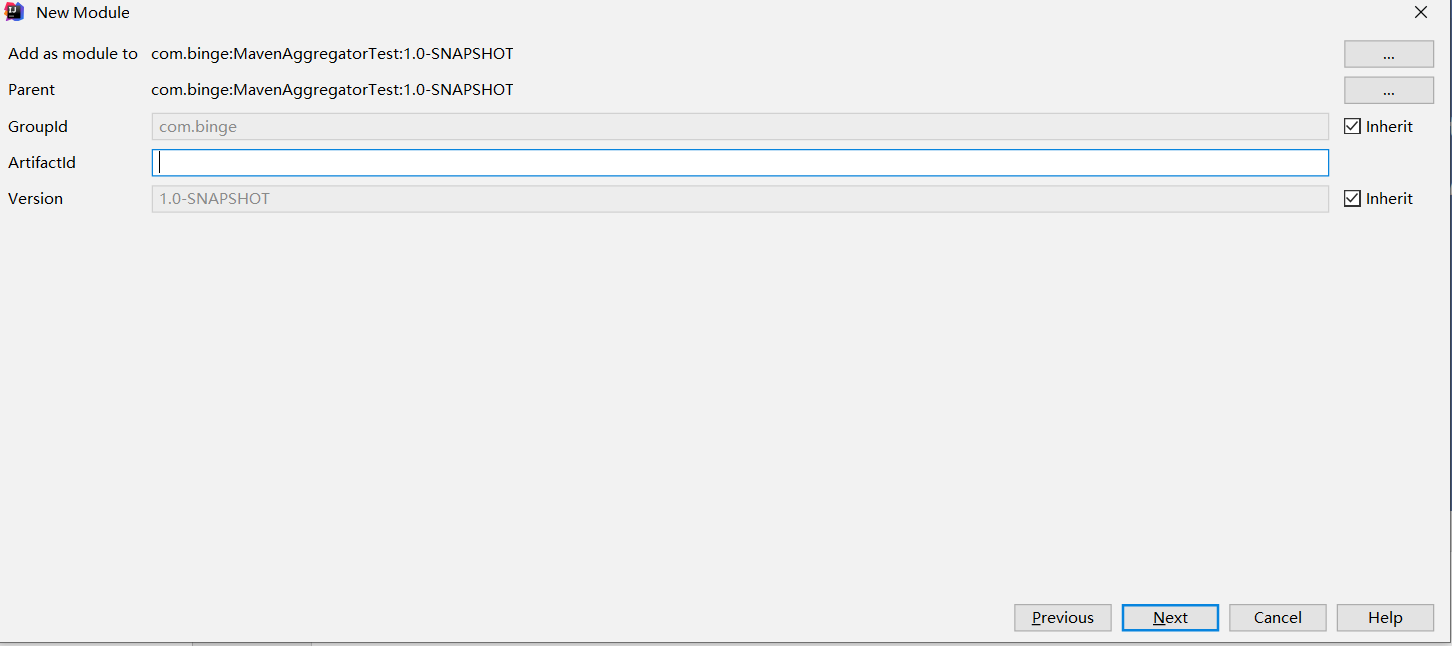 New Module
Add as module to com.binge:MavenAggregatorTest:1.0-SNAPSHOT ...
Parent com.binge:MavenAggregatorTest:1.0-SNAPSHOT ...
GroupId com.binge Inherit
ArtifactId
Version 1.0-SNAPSHOT Inherit
Previous Next Cancel Help